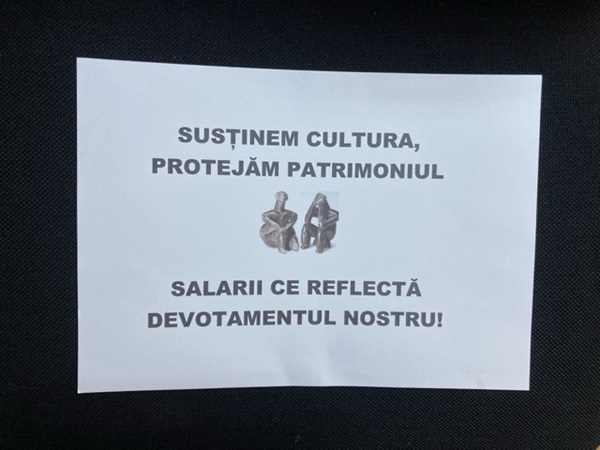 SUSȚINEM CULTURA,
PROTEJĂM PATRIMONIUL
SALARII CE REFLECTĂ
DEVOTAMENTUL NOSTRU!